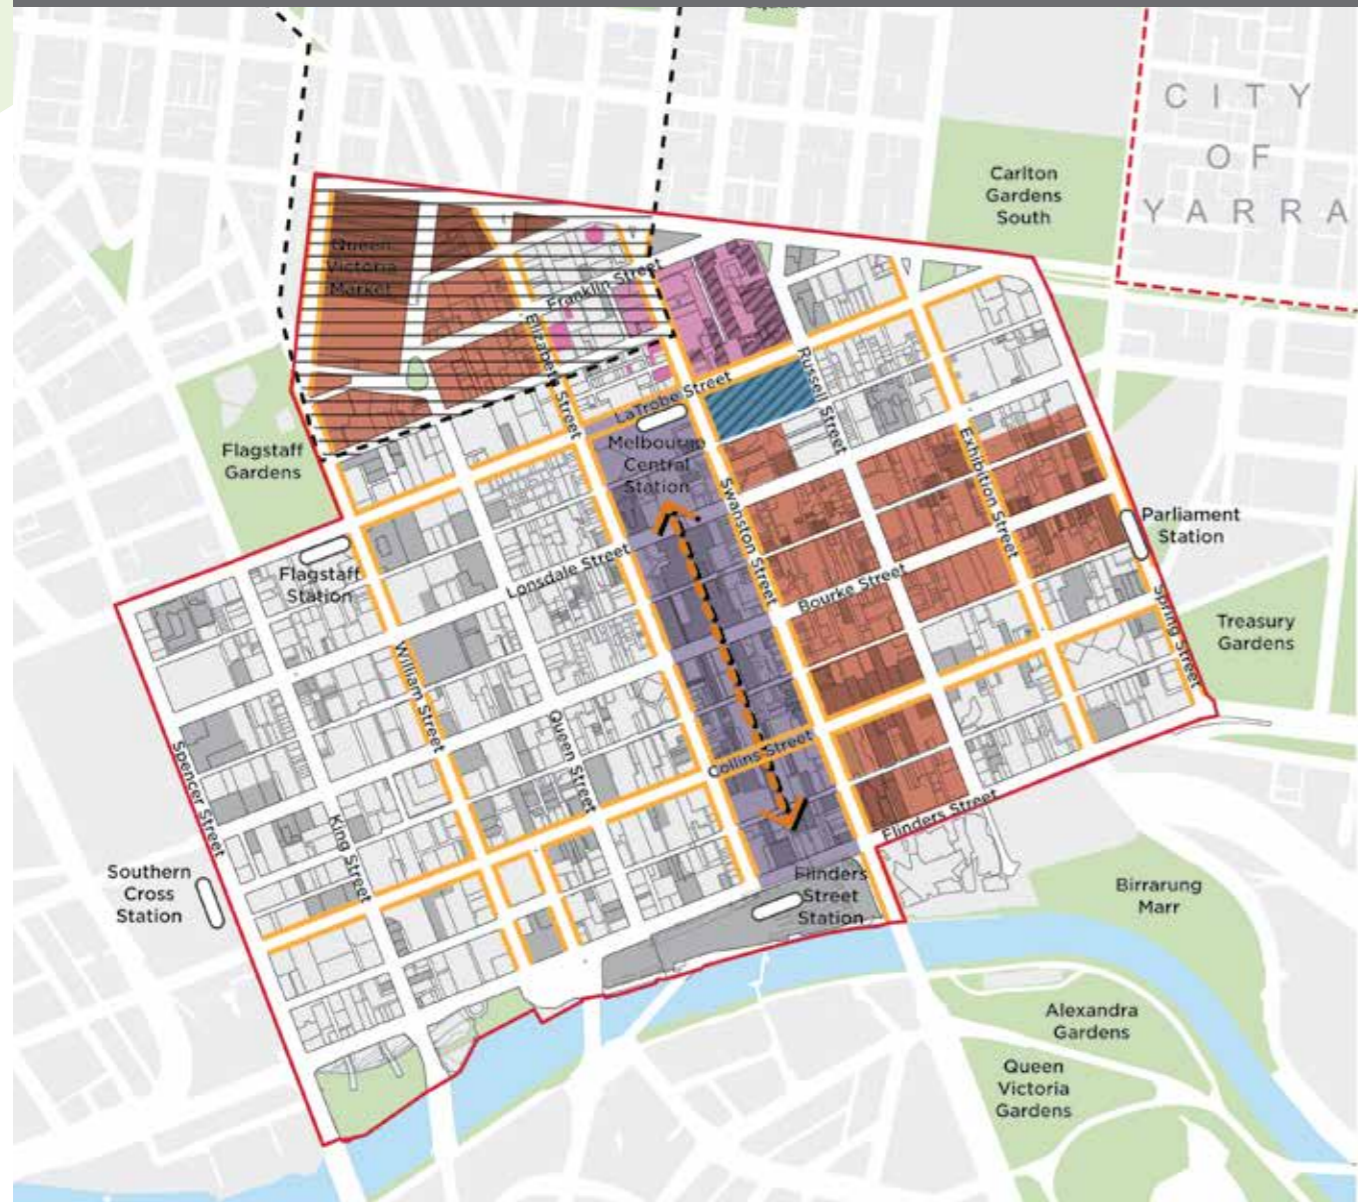 Square
CITY
OF
YARRA
Carlton
Gardens
South
Queen
Victoria
Market
Franklin Street
Elizabeth Street
LaTrobe Street
Russell Street
Flagstaff
Gardens
Melbourne
Central
Station
Swanston Street
Exhibition Street
Parliament
Station
Flagstaff
Station
Lonsdale Street
Bourke Street
Spring Street
Treasury
Gardens
William Street
Queen Street
Collins Street
Spencer Street
King Street
Flinders Street
Southern
Cross
Station
Flinders
Street
Station
Birrarung
Marr
Alexandra
Gardens
Queen
Victoria
Gardens